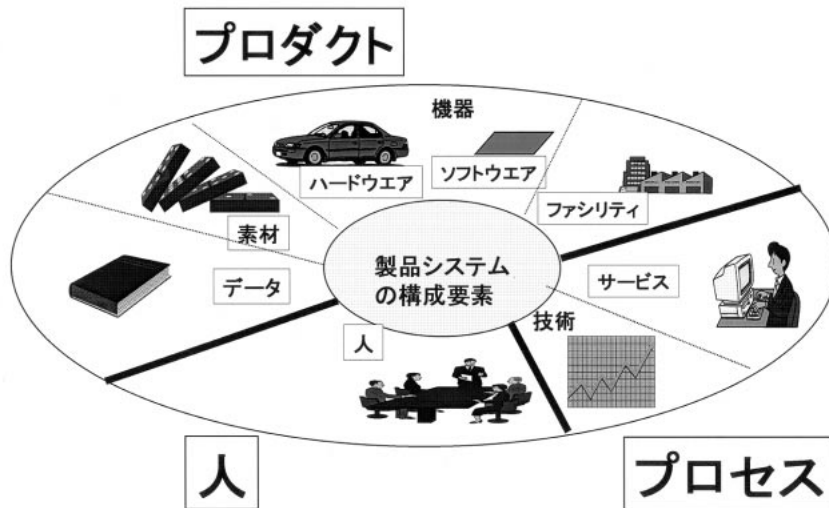 プロダクト
機器
ハードウエア
ソフトウエア
ファシリティ
素材
データ
製品システム
の構成要素
サービス
技術
人
人
プロセス